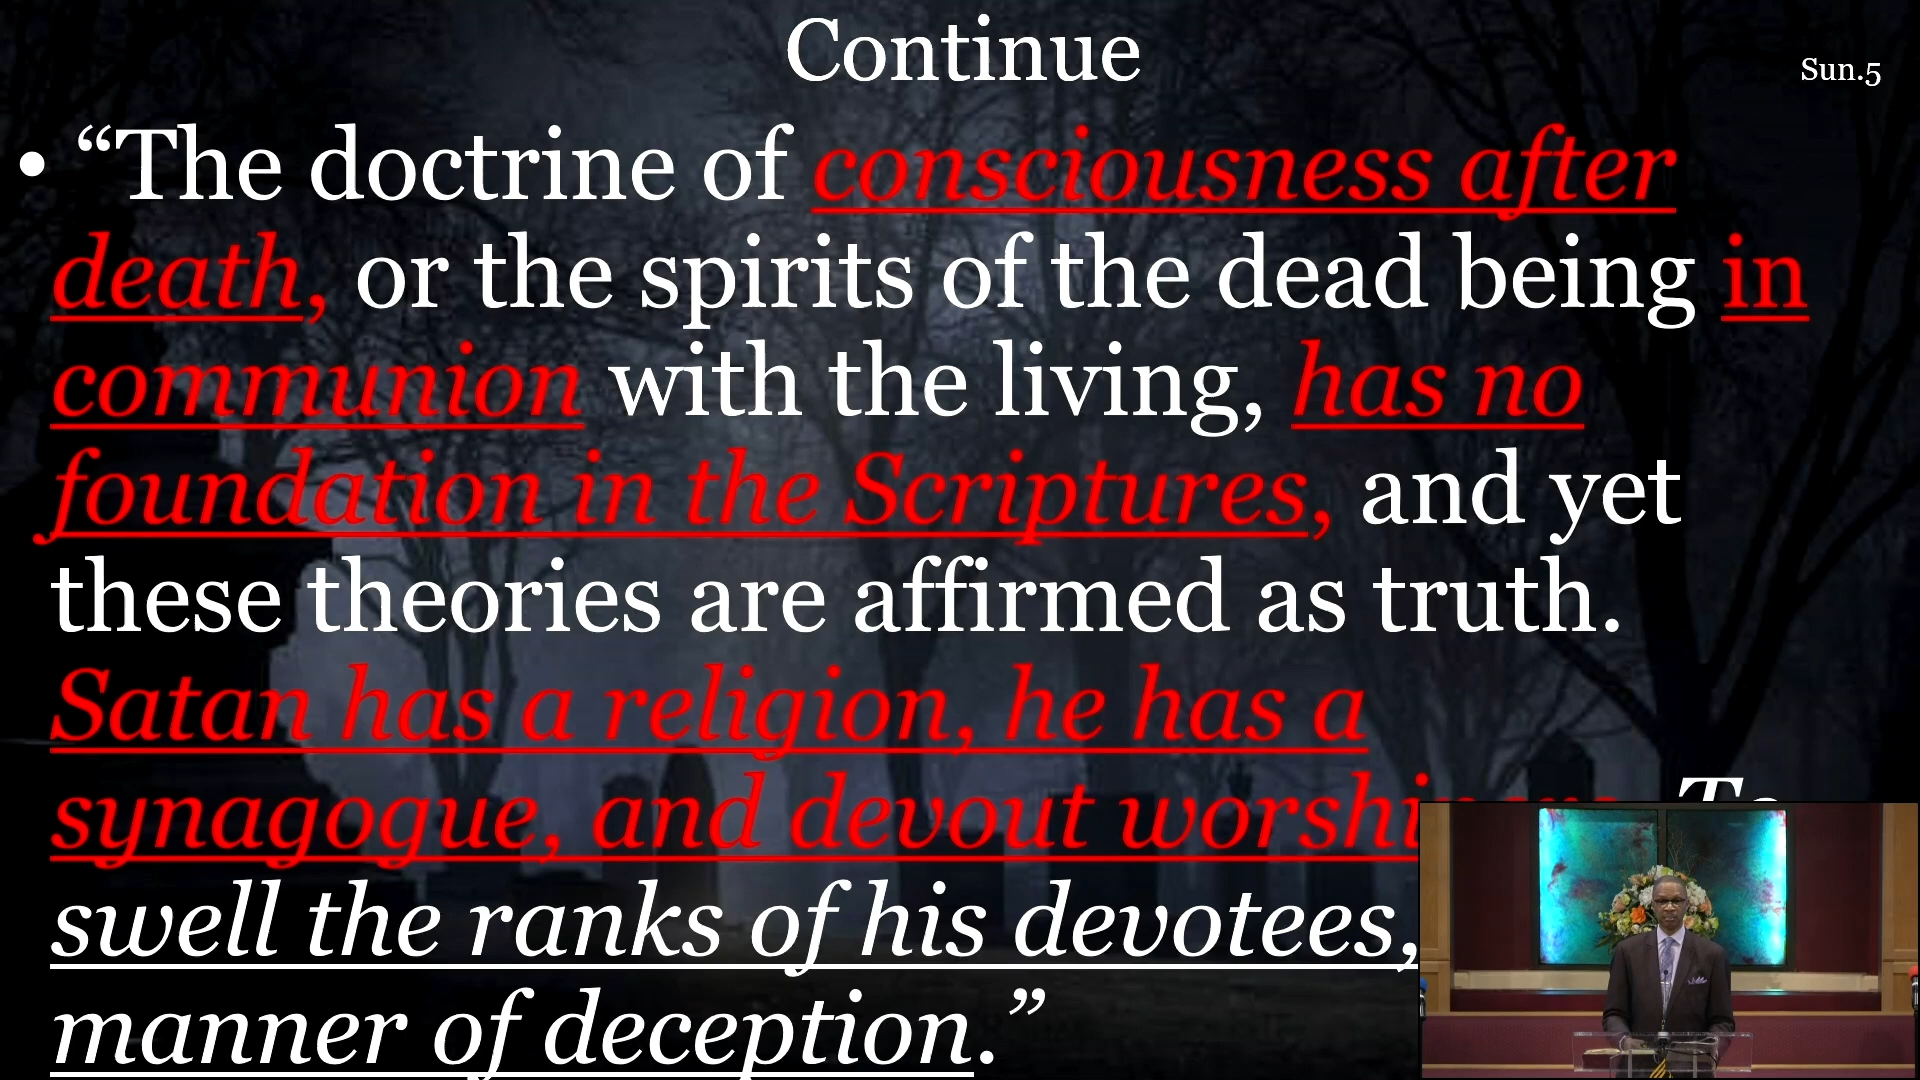 Continue
Sun.5
• “The doctrine of consciousness after
death, or the spirits of the dead being in
communion with the living, has no
foundation in the Scriptures, and yet
these theories are affirmed as truth.
Satan has a religion, he has a
synagogue, and devout To
swell the ranks of his devotees,
manner of deception.”